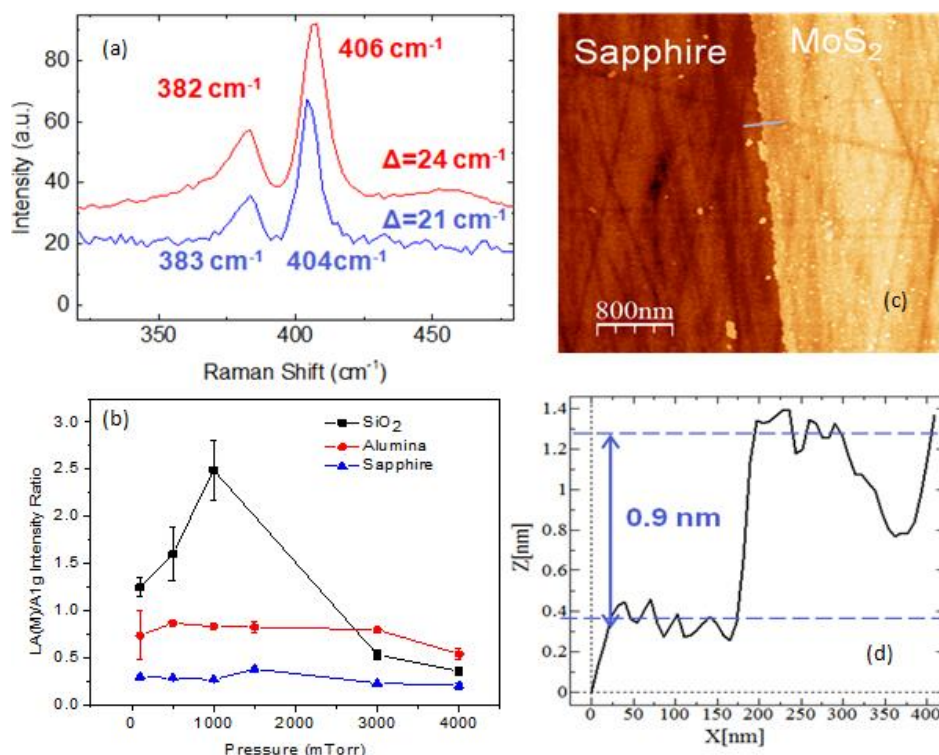 (a)
406 cm⁻¹
382 cm⁻¹
Δ=24 cm⁻¹
Δ=21 cm⁻¹
383 cm⁻¹ 404cm⁻¹
80
60
40
20
0
Intensity (a.u.)
350 400 450
Raman Shift (cm⁻¹)
Sapphire MoS₂
800nm
(c)
(b)
SiO₂
Alumina
Sapphire
3.0
2.5
2.0
1.5
1.0
0.5
0.0
LA(M)/A1g Intensity Ratio
0 1000 2000 3000 4000
Pressure (mTorr)
1.4
1.2
1
0.8
0.6
0.4
0.2
0
Z[nm]
0.9 nm
(d)
0 50 100 150 200 250 300 350 400
X[nm]